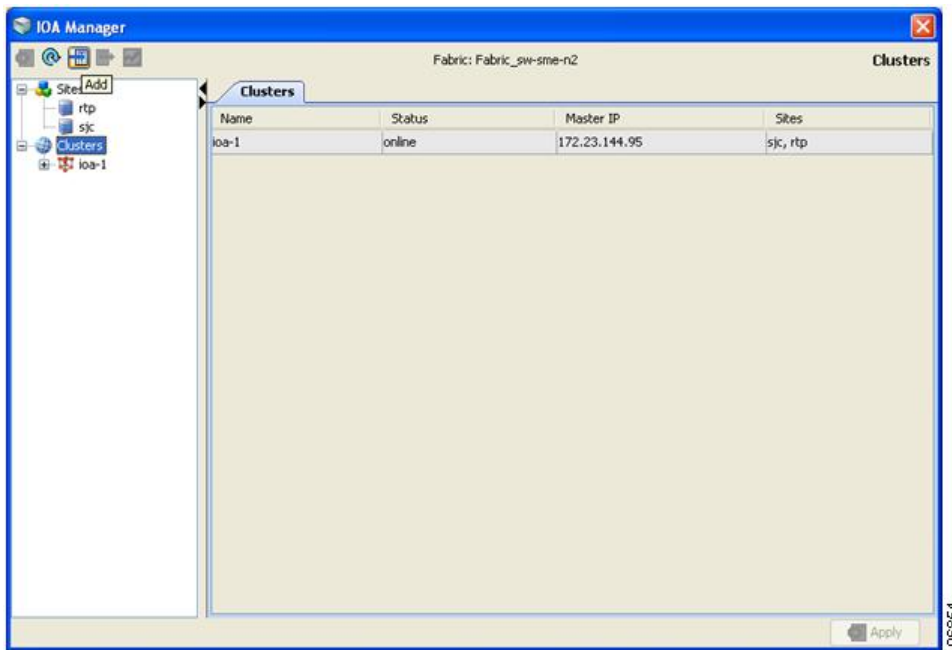 IOA Manager
Fabric: Fabric_sw-sme-n2
Clusters
Add
rtp
sjc
Clusters
ioa-1
Clusters
Name Status Master IP Sites
ioa-1 online 172.23.144.95 sjc, rtp
Apply